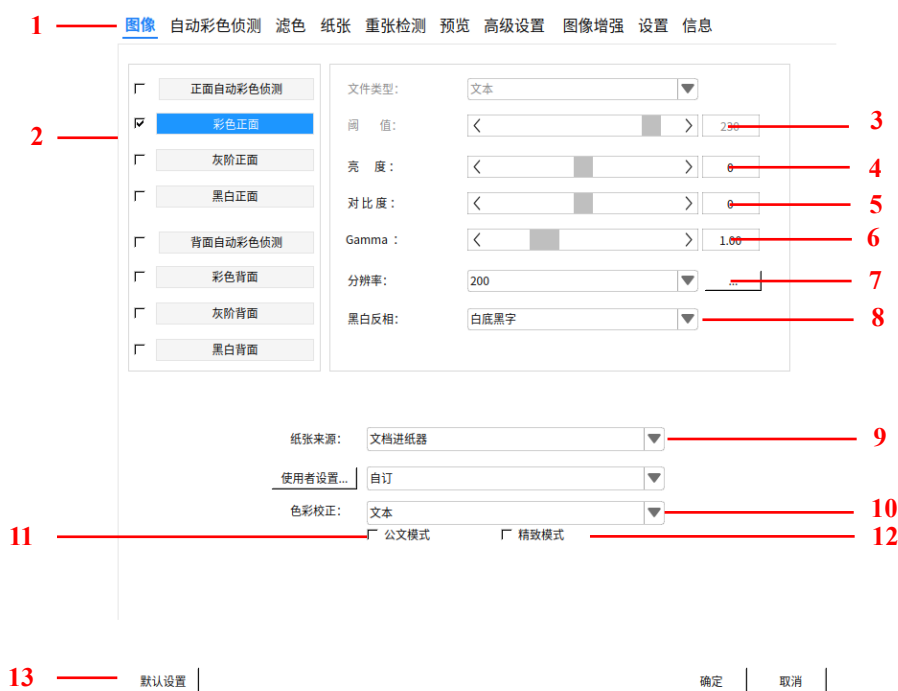 1 图像 自动彩色侦测 滤色 纸张 重张检测 预览 高级设置 图像增强 设置 信息
正面自动彩色侦测 文件类型： 文本
2 彩色正面 阈 值： 230 3
灰阶正面 亮 度： 0 4
黑白正面 对比度： 0 5
背面自动彩色侦测 Gamma ： 1.00 6
彩色背面 分辨率： 200 ... 7
灰阶背面 黑白反相： 白底黑字 8
黑白背面
纸张来源： 文档进纸器 9
使用者设置... 自订
色彩校正： 文本 10
11 公文模式 精致模式 12
13 默认设置 确定 取消